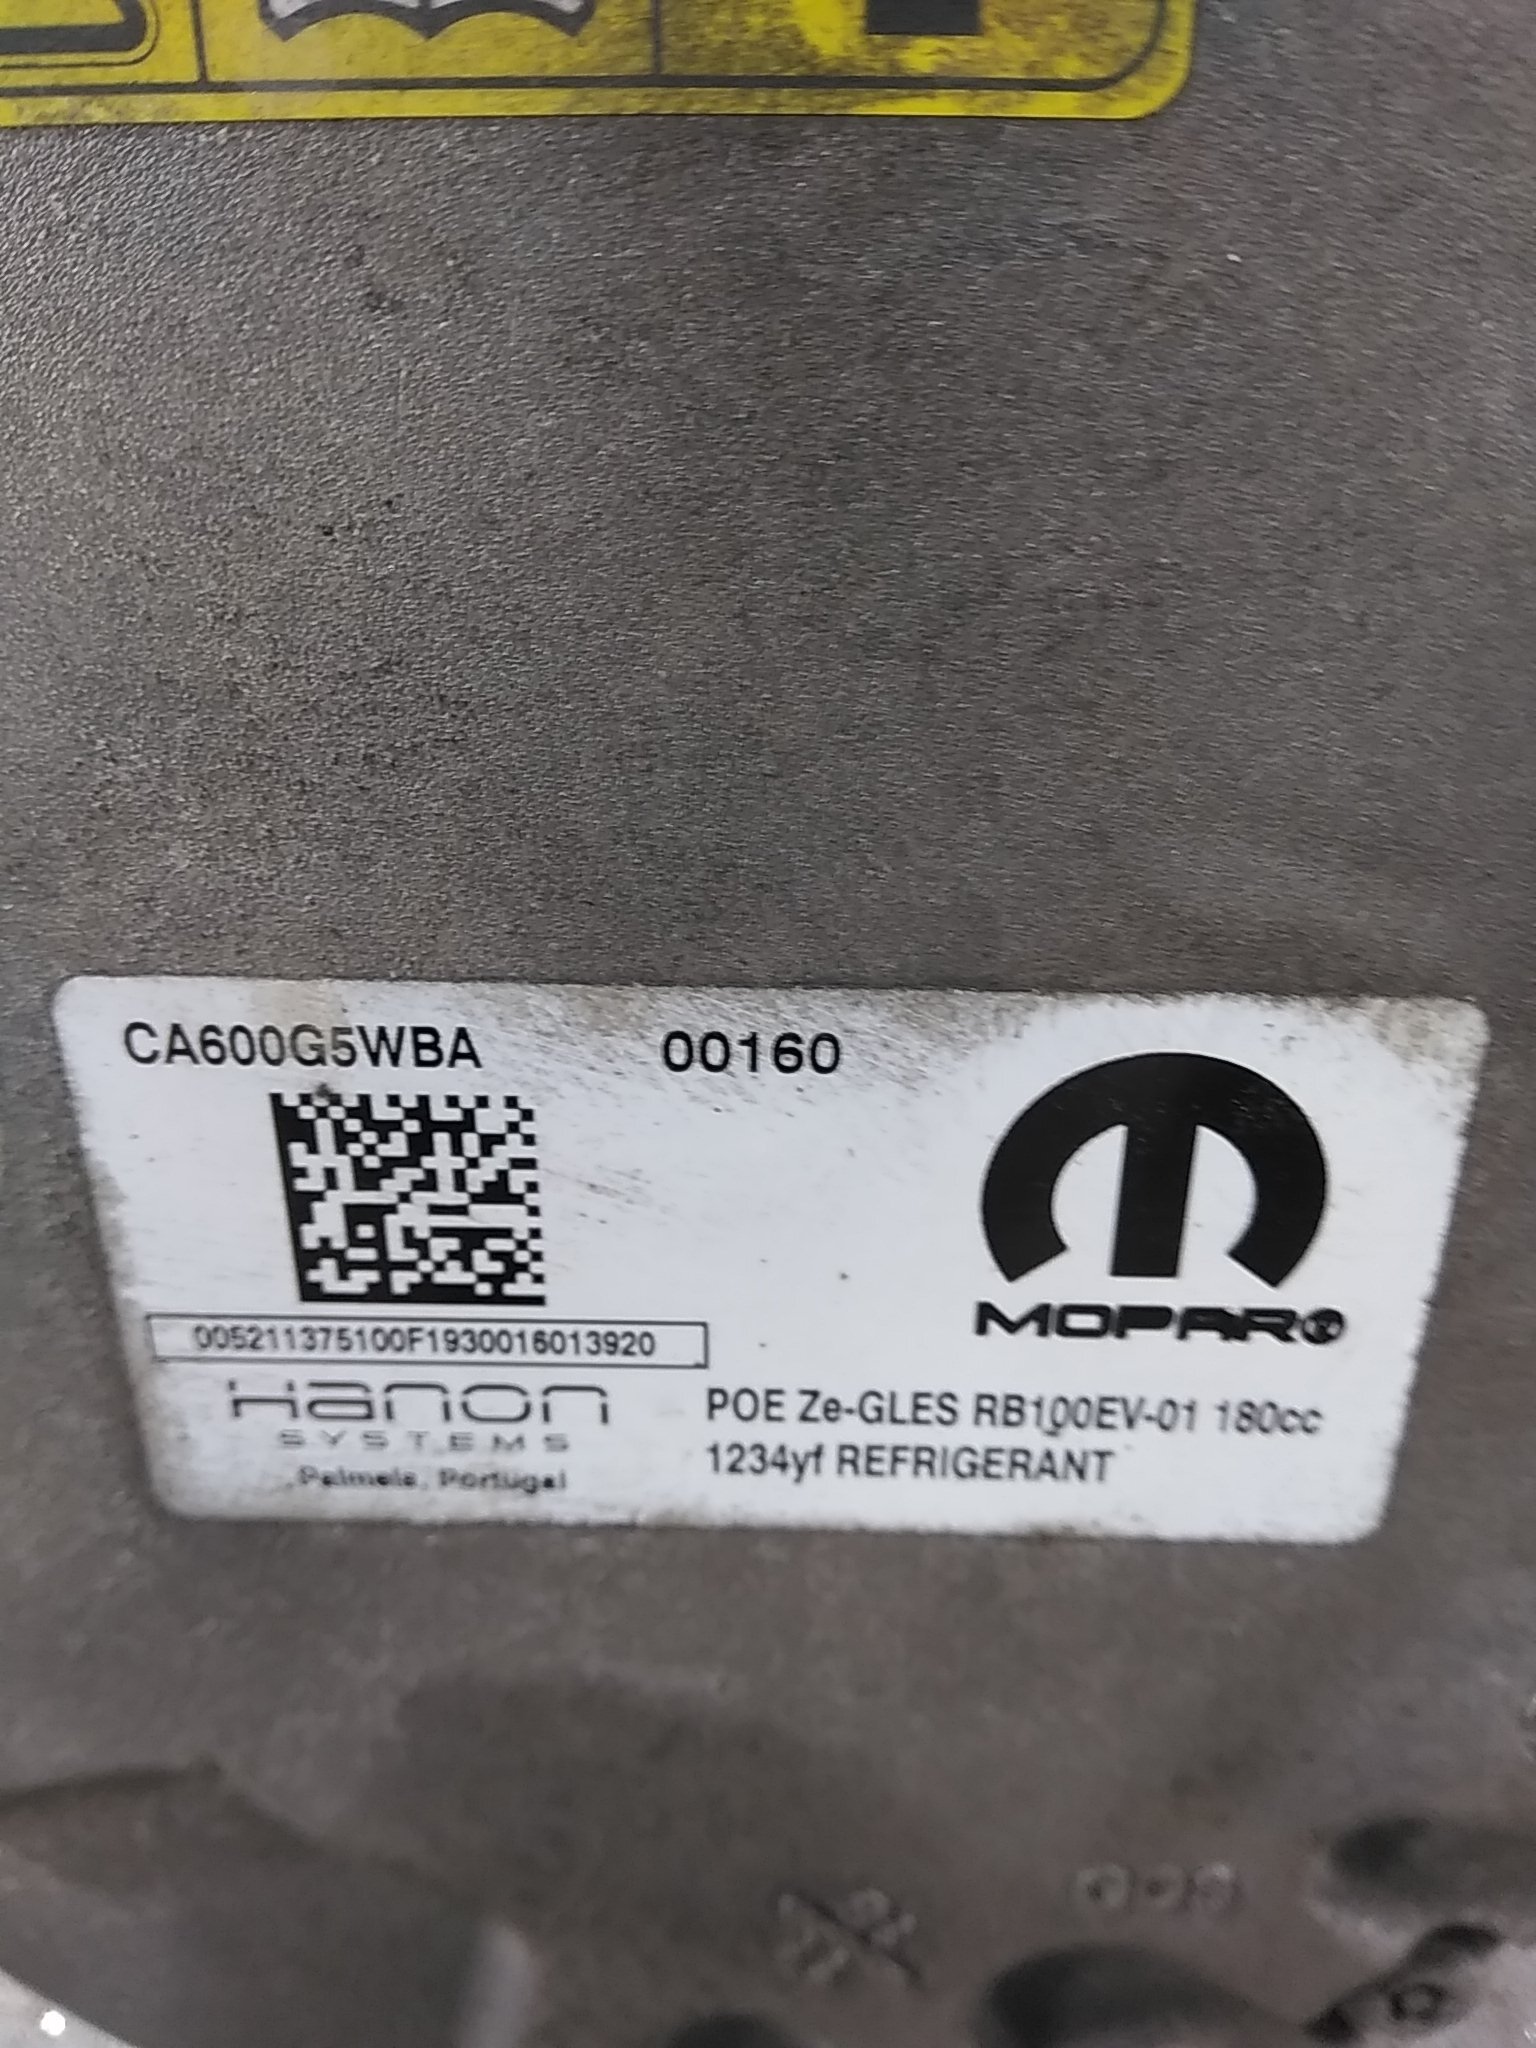 CA600G5WBA 00160
MOPAR®
005211375100F1930016013920
Hanon
SYSTEMS
Palmela, Portugal
POE Ze-GLES RB100EV-01 180cc
1234yf REFRIGERANT